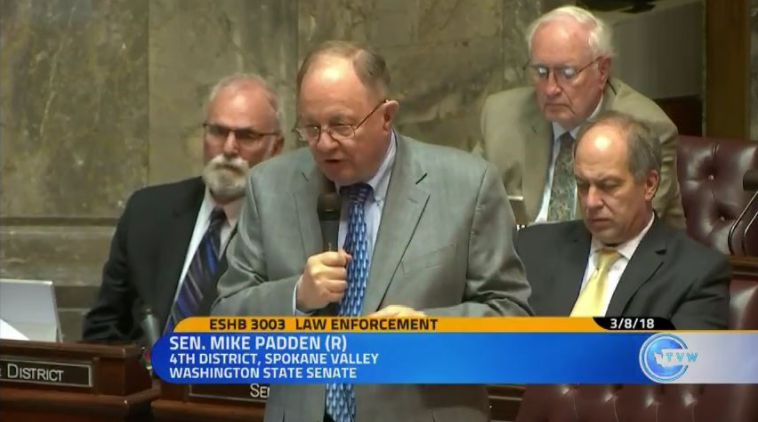 ESHB 3003 LAW ENFORCEMENT
3/8/18
SEN. MIKE PADDEN (R)
4TH DISTRICT, SPOKANE VALLEY
WASHINGTON STATE SENATE
TVW
DISTRICT